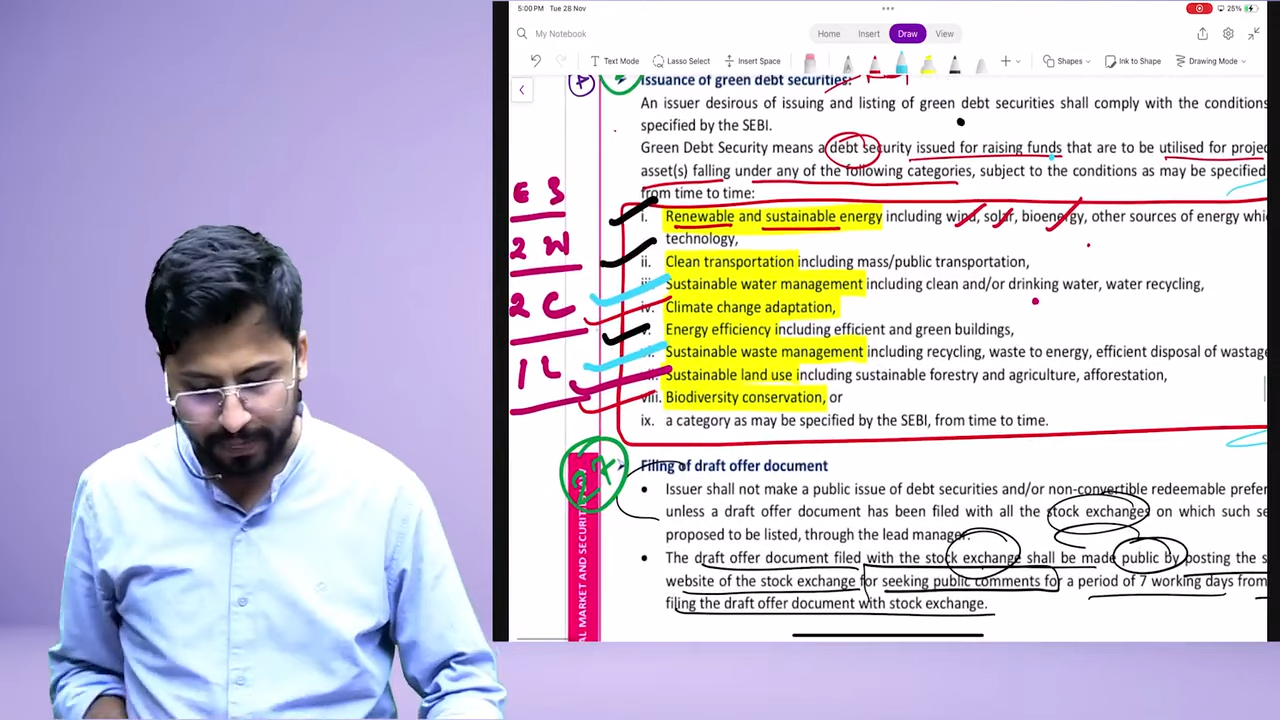 5:00 PM Tue 28 Nov
25%
My Notebook
Home Insert Draw View
Text Mode Lasso Select Insert Space Shapes Ink to Shape Drawing Mode
Issuance of green debt securities:
An issuer desirous of issuing and listing of green debt securities shall comply with the conditions
specified by the SEBI.
Green Debt Security means a debt security issued for raising funds that are to be utilised for projec
asset(s) falling under any of the following categories, subject to the conditions as may be specified
from time to time:
i. Renewable and sustainable energy including wind, solar, bioenergy, other sources of energy whi
technology,
ii. Clean transportation including mass/public transportation,
iii. Sustainable water management including clean and/or drinking water, water recycling,
iv. Climate change adaptation,
v. Energy efficiency including efficient and green buildings,
Sustainable waste management including recycling, waste to energy, efficient disposal of wastag
Sustainable land use including sustainable forestry and agriculture, afforestation,
viii. Biodiversity conservation, or
ix. a category as may be specified by the SEBI, from time to time.
E S
2 W
2 C
1 L
27
Filing of draft offer document
• Issuer shall not make a public issue of debt securities and/or non-convertible redeemable prefer
unless a draft offer document has been filed with all the stock exchanges on which such se
proposed to be listed, through the lead manager.
• The draft offer document filed with the stock exchange shall be made public by posting the s
website of the stock exchange for seeking public comments for a period of 7 working days from
filing the draft offer document with stock exchange.
AL MARKET AND SECURITI